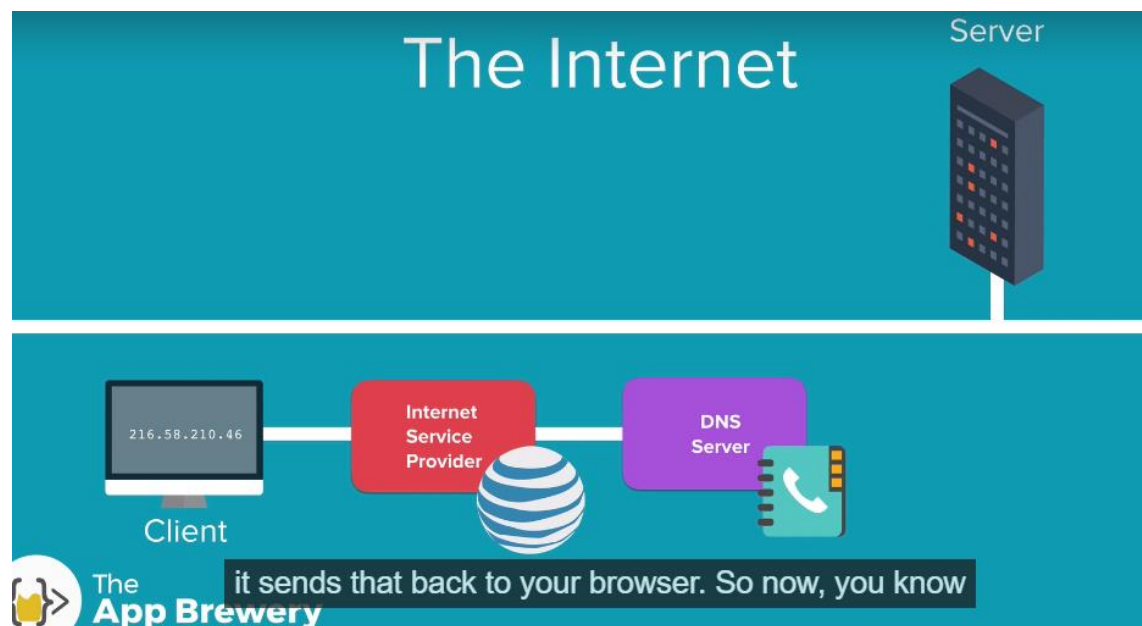 The Internet
Server
216.58.210.46
Internet
Service
Provider
DNS
Server
Client
it sends that back to your browser. So now, you know
The
App Brewery